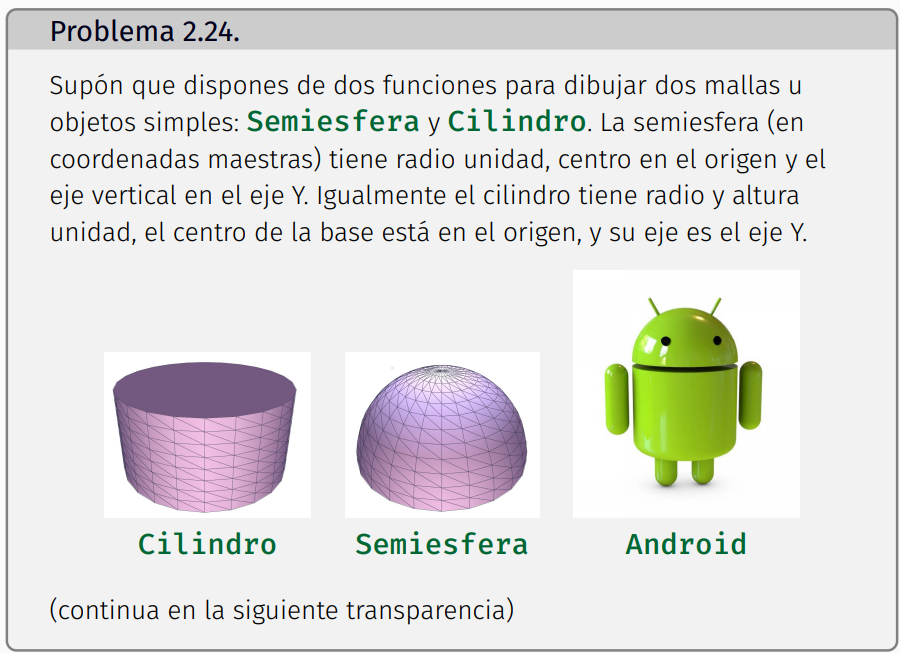 Problema 2.24.
Supón que dispones de dos funciones para dibujar dos mallas u
objetos simples: Semiesfera y Cilindro. La semiesfera (en
coordenadas maestras) tiene radio unidad, centro en el origen y el
eje vertical en el eje Y. Igualmente el cilindro tiene radio y altura
unidad, el centro de la base está en el origen, y su eje es el eje Y.
Cilindro
Semiesfera
Android
(continua en la siguiente transparencia)